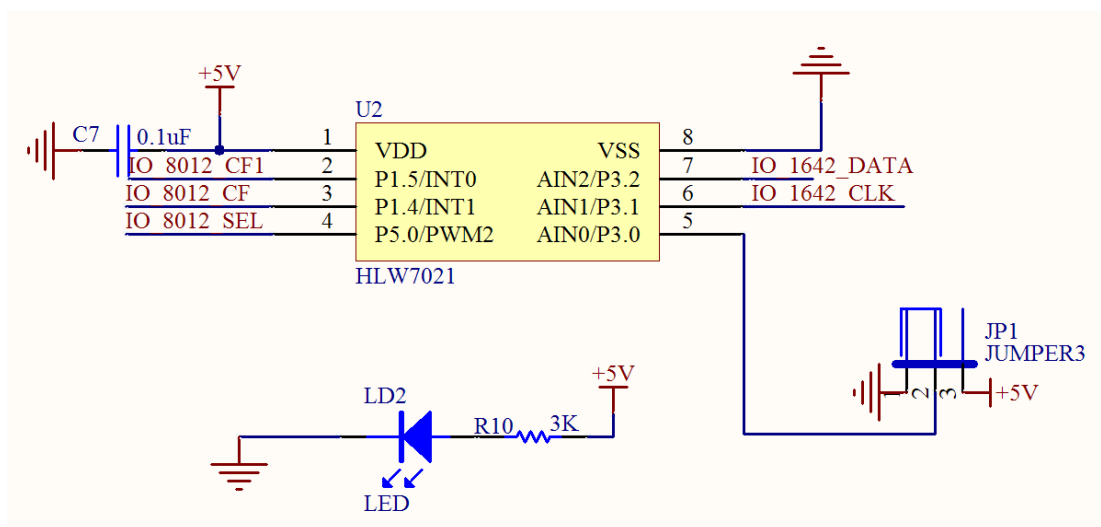 +5V
U2
C7
0.1uF
1
VDD
VSS
8
IO_8012_CF1
2
P1.5/INT0
AIN2/P3.2
7
IO_1642_DATA
IO_8012_CF
3
P1.4/INT1
AIN1/P3.1
6
IO_1642_CLK
IO_8012_SEL
4
P5.0/PWM2
AIN0/P3.0
5
HLW7021
JP1
JUMPER3
1
2
3
+5V
+5V
LD2
R10
3K
LED